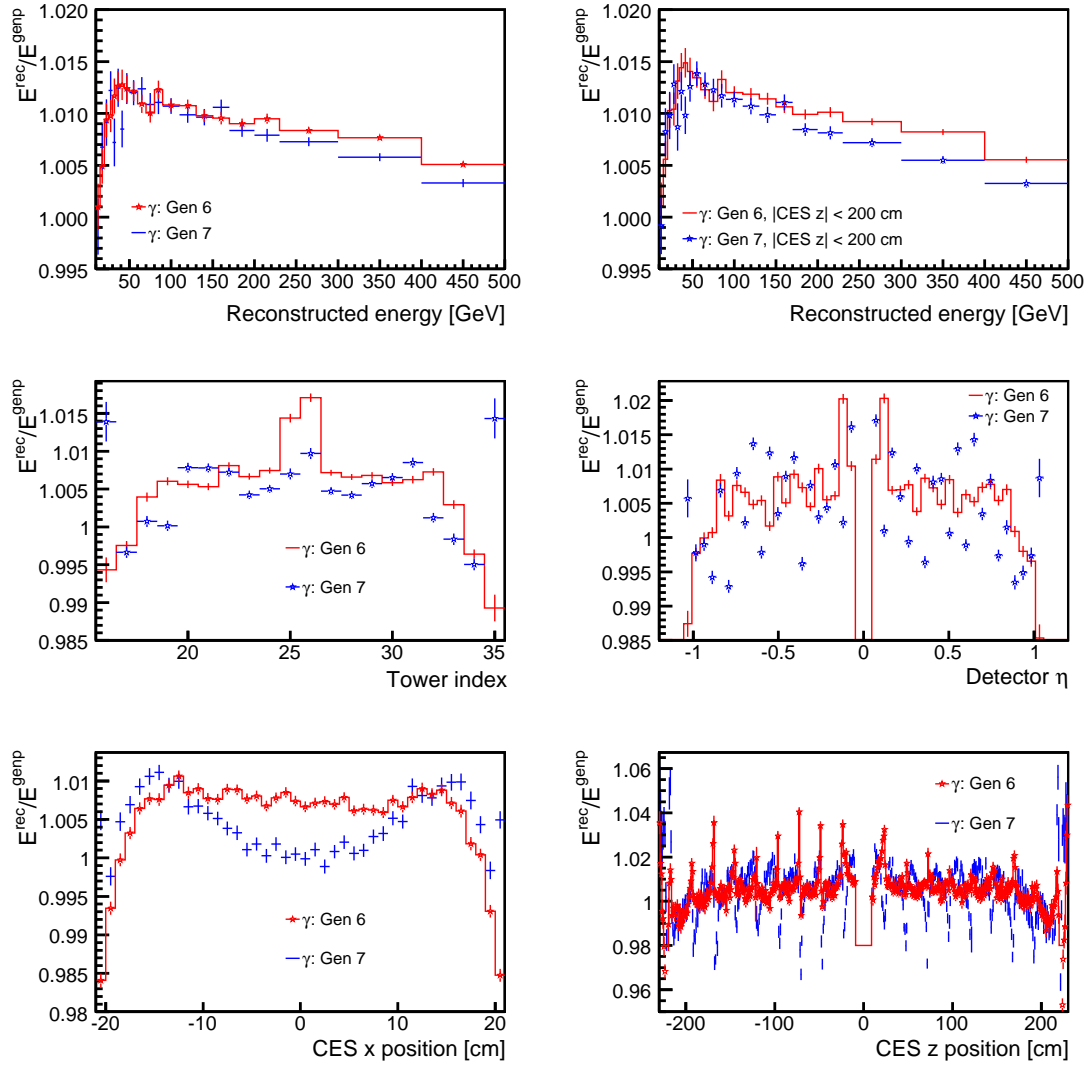 E^rec/E^genp
1.020
1.015
1.010
1.005
1.000
0.995
γ: Gen 6
γ: Gen 7
50 100 150 200 250 300 350 400 450 500
Reconstructed energy [GeV]
E^rec/E^genp
1.020
1.015
1.010
1.005
1.000
0.995
γ: Gen 6, |CES z| < 200 cm
γ: Gen 7, |CES z| < 200 cm
50 100 150 200 250 300 350 400 450 500
Reconstructed energy [GeV]
E^rec/E^genp
1.015
1.01
1.005
1
0.995
0.99
0.985
γ: Gen 6
γ: Gen 7
20 25 30 35
Tower index
E^rec/E^genp
1.02
1.015
1.01
1.005
1
0.995
0.99
0.985
γ: Gen 6
γ: Gen 7
-1 -0.5 0 0.5 1
Detector η
E^rec/E^genp
1.01
1.005
1
0.995
0.99
0.985
0.98
γ: Gen 6
γ: Gen 7
-20 -10 0 10 20
CES x position [cm]
E^rec/E^genp
1.06
1.04
1.02
1
0.98
0.96
γ: Gen 6
γ: Gen 7
-200 -100 0 100 200
CES z position [cm]